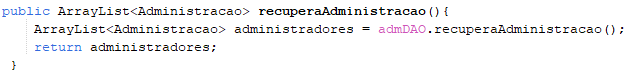 public ArrayList<Administracao> recuperaAdministracao(){
ArrayList<Administracao> administradores = admDAO.recuperaAdministracao();
return administradores;
}